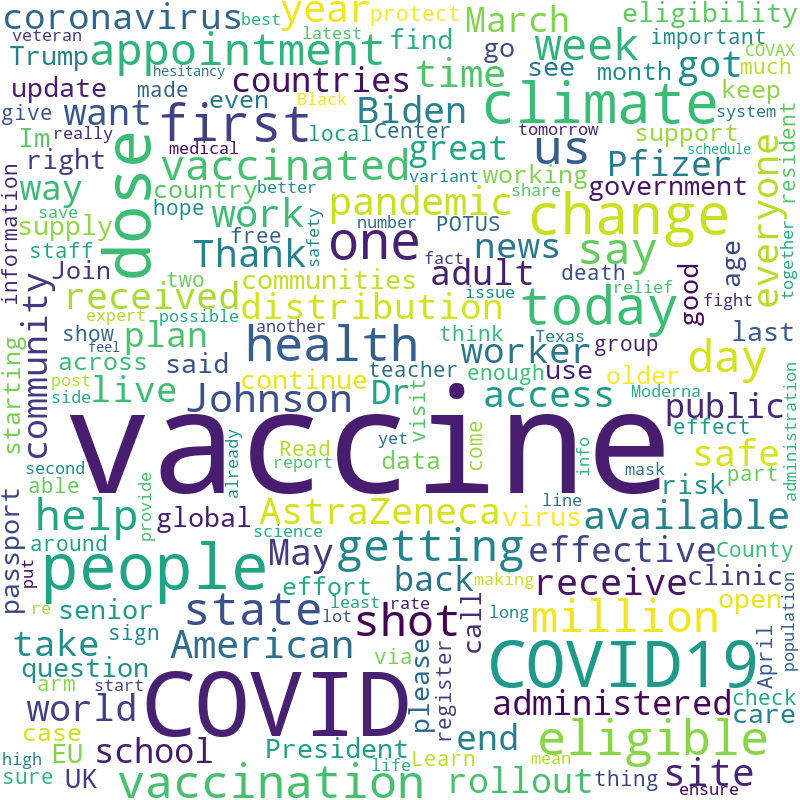 coronavirus
best
year
protect
March
eligibility
veteran
latest
Trump
hesitancy
appointment
find
go
week
important
COVAX
update
made
countries
time
see
month
got
much
give
want
even
first
Black
Biden
climate
keep
system
Im
really
medical
local
Center
tomorrow
us
support
schedule
right
dose
vaccinated
great
variant
working
Pfizer
everyone
resident
way
country
better
share
government
together
save
hope
work
number
POTUS
change
supply
free
pandemic
information
staff
Thank
safety
one
fact
news
say
Join
two
communities
adult
issue
death
relief
age
good
fight
community
received
expert
possible
distribution
today
show
plan
another
health
think
Texas
group
last
across
said
teacher
worker
enough
use
older
day
starting
feel
live
continue
Johnson
Dr
visit
access
Moderna
public
administration
post
side
vaccine
effect
second
already
Read
report
yet
data
come
info
mask
safe
part
able
provide
global
AstraZeneca
virus
line
risk
passport
help
science
available
around
May
getting
effective
County
put
people
effort
back
receive
clinic
re
senior
state
least
rate
making
shot
call
million
open
population
take
sign
lot
American
please
long
April
question
COVID
via
register
COVID19
check
arm
start
world
administered
care
case
school
President
Learn
end
eligible
EU
life
mean
site
high
sure
UK
vaccination
rollout
thing
ensure